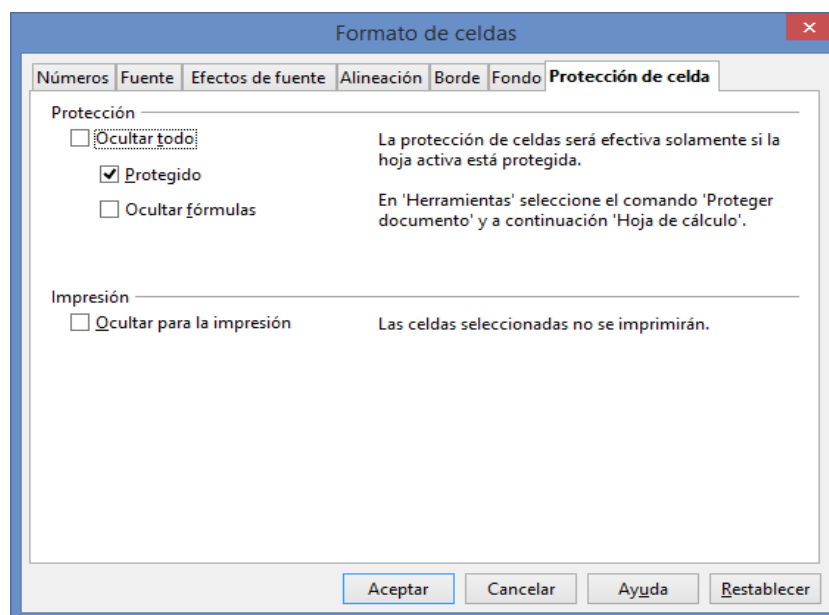 Formato de celdas
Números Fuente Efectos de fuente Alineación Borde Fondo Protección de celda
Protección
Ocultar todo
La protección de celdas será efectiva solamente si la
hoja activa está protegida.
Protegido
Ocultar fórmulas
En 'Herramientas' seleccione el comando 'Proteger
documento' y a continuación 'Hoja de cálculo'.
Impresión
Ocultar para la impresión
Las celdas seleccionadas no se imprimirán.
Aceptar Cancelar Ayuda Restablecer